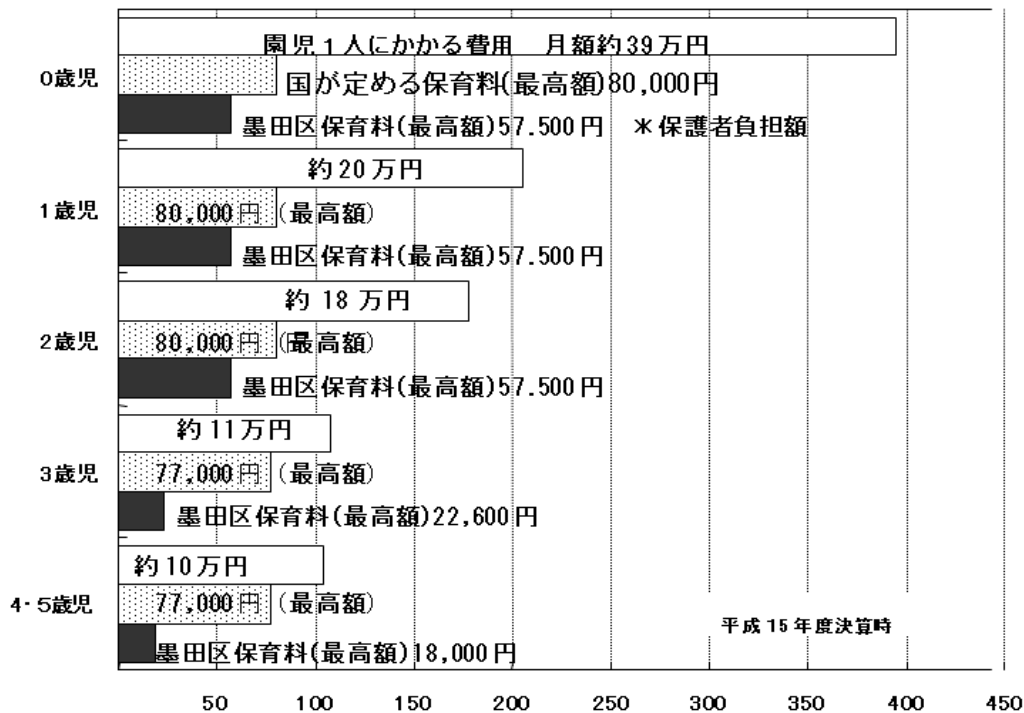 園児1人にかかる費用　月額約39万円
0歳児
国が定める保育料(最高額)80,000円
墨田区保育料(最高額)57.500円　＊保護者負担額
約20万円
1歳児
80,000円(最高額)
墨田区保育料(最高額)57.500円
約18万円
2歳児
80,000円(最高額)
墨田区保育料(最高額)57.500円
約11万円
3歳児
77,000円(最高額)
墨田区保育料(最高額)22,600円
約10万円
4・5歳児
77,000円(最高額)
平成15年度決算時
墨田区保育料(最高額)18,000円
50 100 150 200 250 300 350 400 450